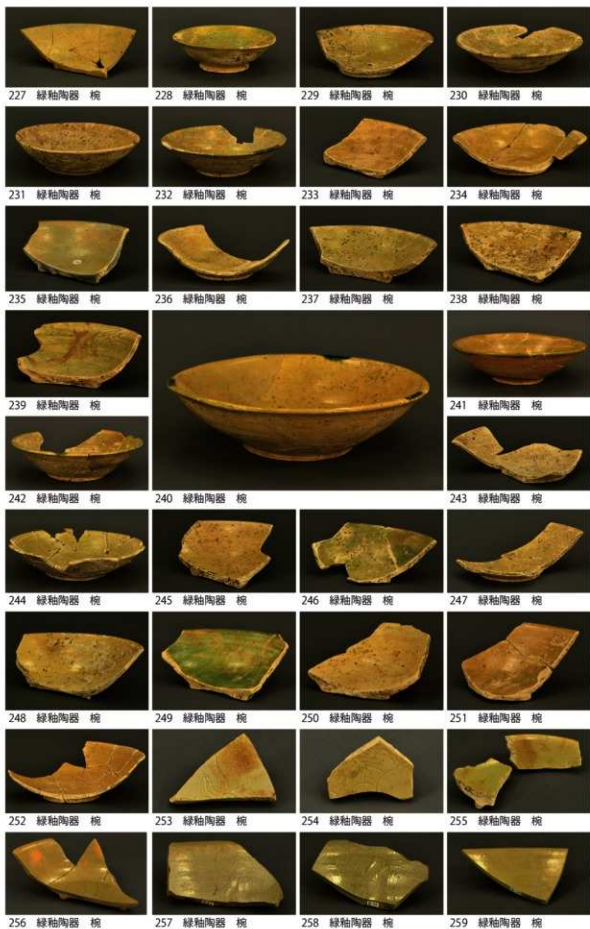 227 緑釉陶器 椀
228 緑釉陶器 椀
229 緑釉陶器 椀
230 緑釉陶器 椀
231 緑釉陶器 椀
232 緑釉陶器 椀
233 緑釉陶器 椀
234 緑釉陶器 椀
235 緑釉陶器 椀
236 緑釉陶器 椀
237 緑釉陶器 椀
238 緑釉陶器 椀
239 緑釉陶器 椀
240 緑釉陶器 椀
241 緑釉陶器 椀
242 緑釉陶器 椀
243 緑釉陶器 椀
244 緑釉陶器 椀
245 緑釉陶器 椀
246 緑釉陶器 椀
247 緑釉陶器 椀
248 緑釉陶器 椀
249 緑釉陶器 椀
250 緑釉陶器 椀
251 緑釉陶器 椀
252 緑釉陶器 椀
253 緑釉陶器 椀
254 緑釉陶器 椀
255 緑釉陶器 椀
256 緑釉陶器 椀
257 緑釉陶器 椀
258 緑釉陶器 椀
259 緑釉陶器 椀